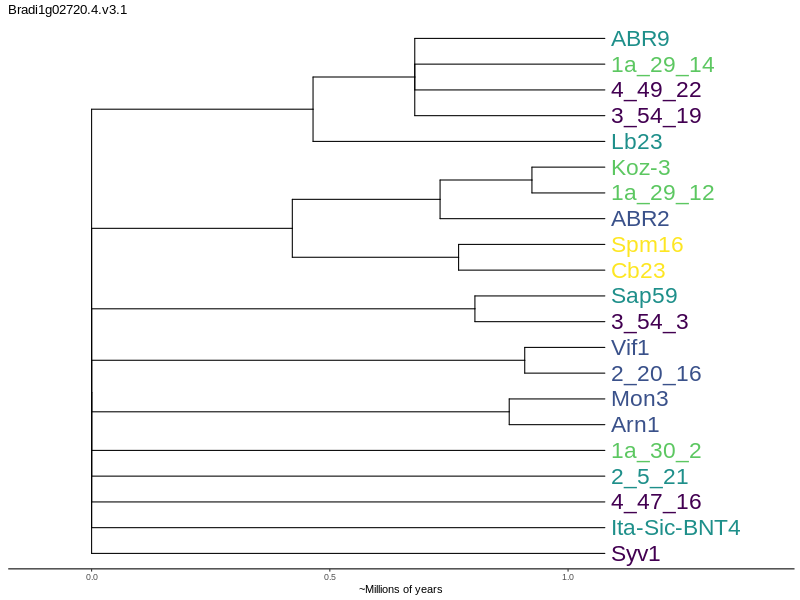 Bradi1g02720.4.v3.1
ABR9
1a_29_14
4_49_22
3_54_19
Lb23
Koz-3
1a_29_12
ABR2
Spm16
Cb23
Sap59
3_54_3
Vif1
2_20_16
Mon3
Arn1
1a_30_2
2_5_21
4_47_16
Ita-Sic-BNT4
Syv1
0.0 0.5 1.0
~Millions of years